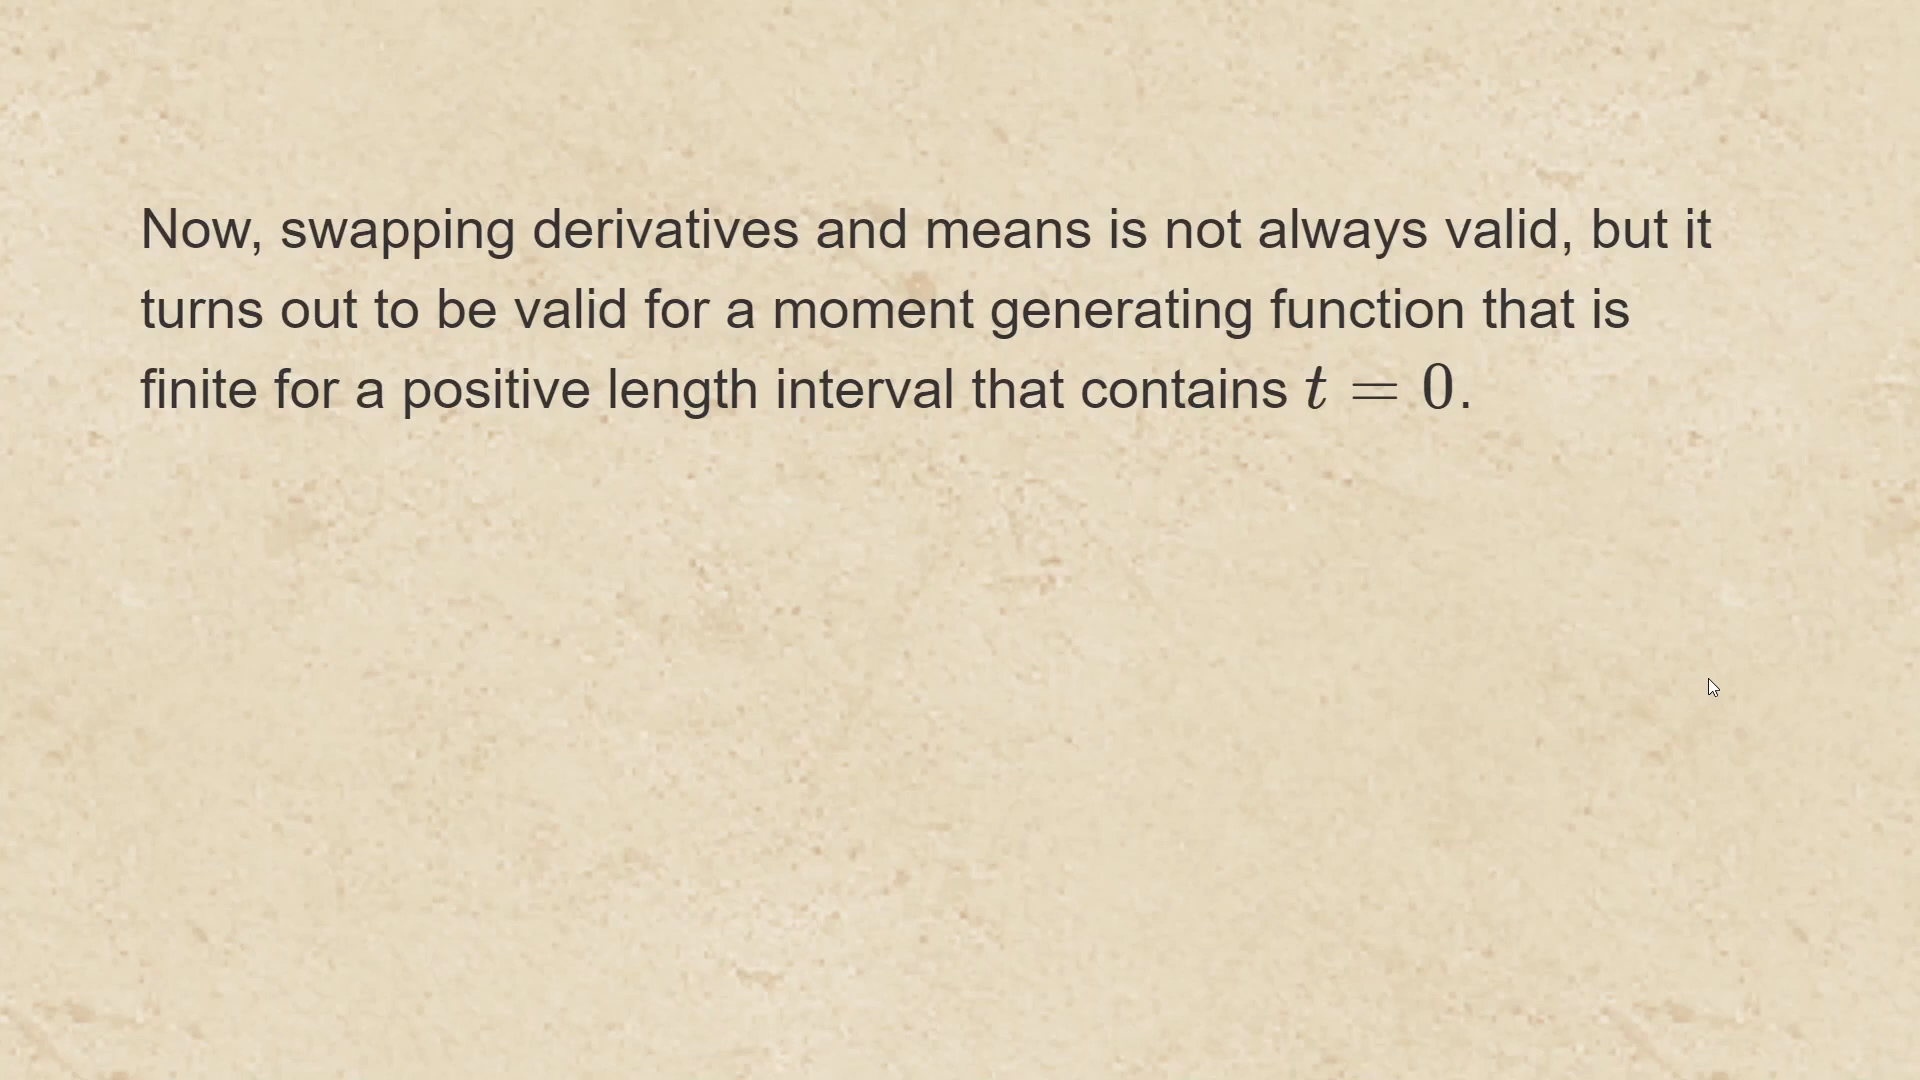 Now, swapping derivatives and means is not always valid, but it
turns out to be valid for a moment generating function that is
finite for a positive length interval that contains t = 0.